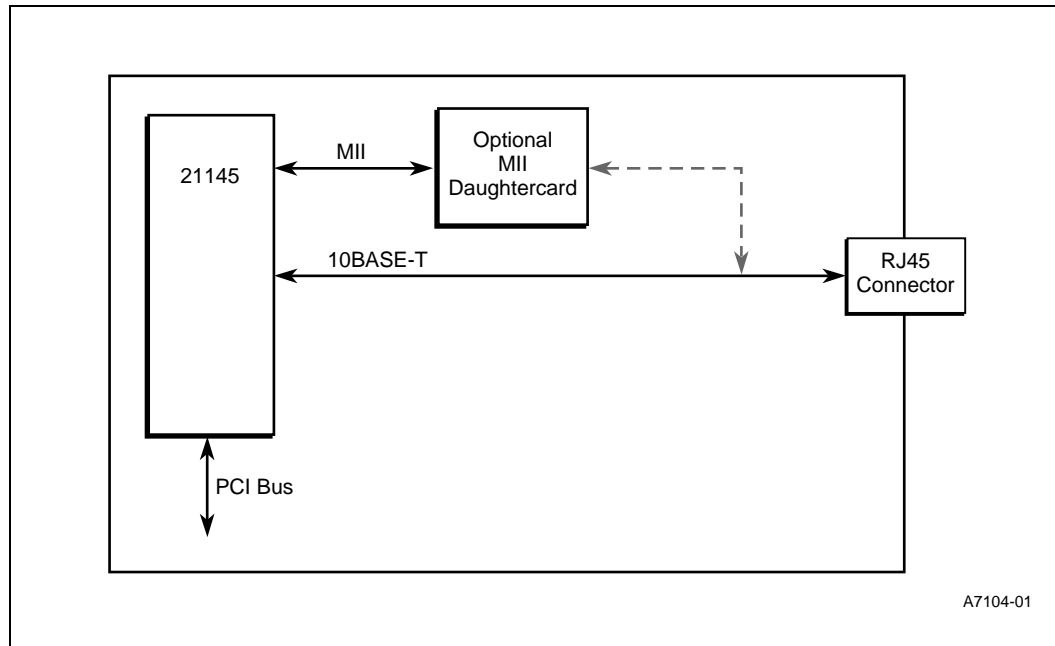 MII
21145
Optional
MII
Daughtercard
10BASE-T
RJ45
Connector
PCI Bus
A7104-01